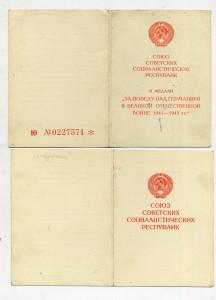 СОЮЗ
СОВЕТСКИХ
СОЦИАЛИСТИЧЕСКИХ
РЕСПУБЛИК
К МЕДАЛИ
"ЗА ПОБЕДУ НАД ГЕРМАНИЕЙ
В ВЕЛИКОЙ ОТЕЧЕСТВЕННОЙ
ВОЙНЕ 1941—1945 гг."
Ю №0227571 *
СОЮЗ
СОВЕТСКИХ
СОЦИАЛИСТИЧЕСКИХ
РЕСПУБЛИК